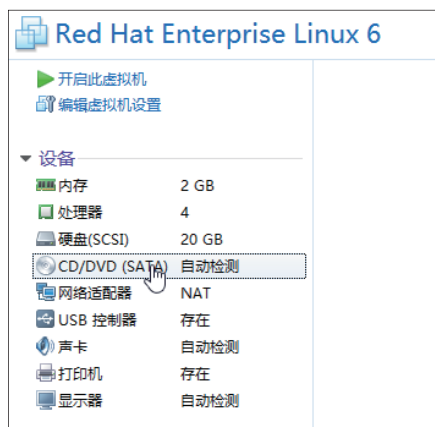 Red Hat Enterprise Linux 6
开启此虚拟机
编辑虚拟机设置
设备
内存 2 GB
处理器 4
硬盘(SCSI) 20 GB
CD/DVD (SATA) 自动检测
网络适配器 NAT
USB 控制器 存在
声卡 自动检测
打印机 存在
显示器 自动检测